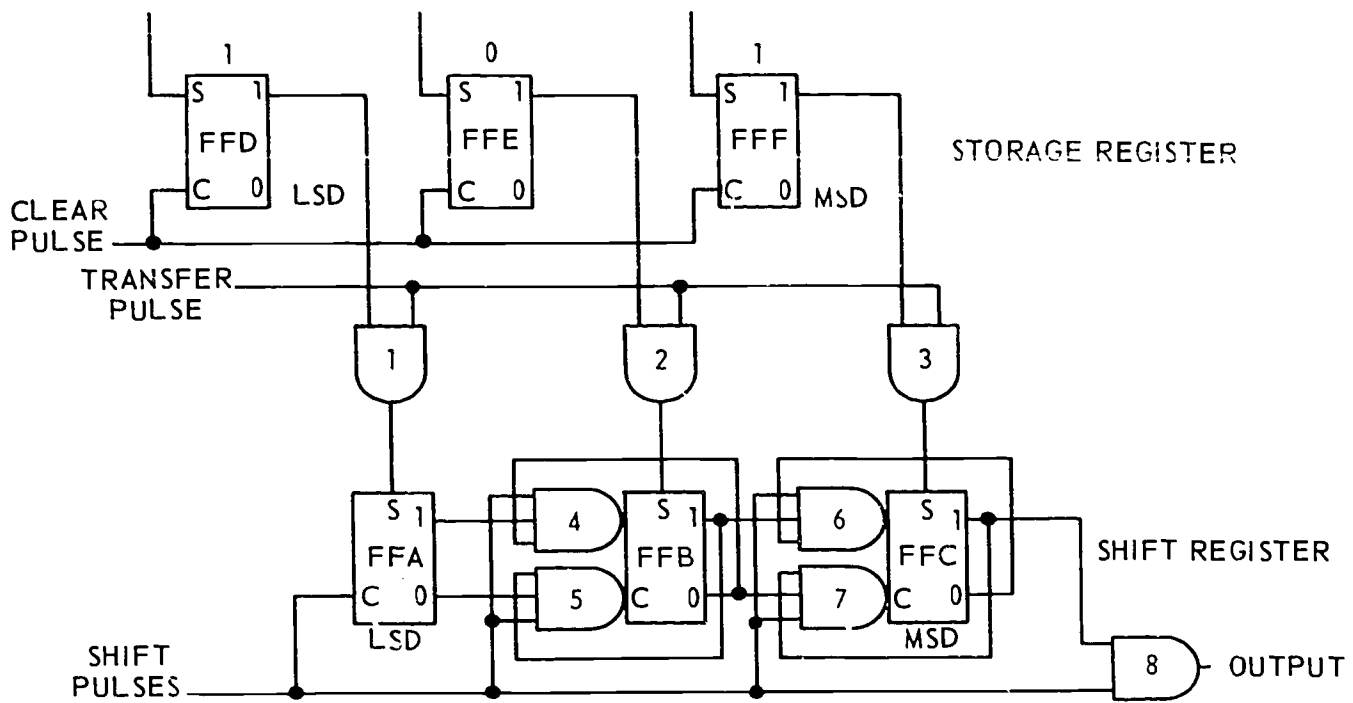 1 0 1
S 1 S 1 S 1
FFD FFE FFF
STORAGE REGISTER
C 0 LSD C 0 C 0 MSD
CLEAR
PULSE
TRANSFER
PULSE
1 2 3
S 1 4 S 1 6 S 1
FFA FFB FFC
SHIFT REGISTER
C 0 5 C 0 7 C 0
LSD MSD
SHIFT
PULSES
8 OUTPUT